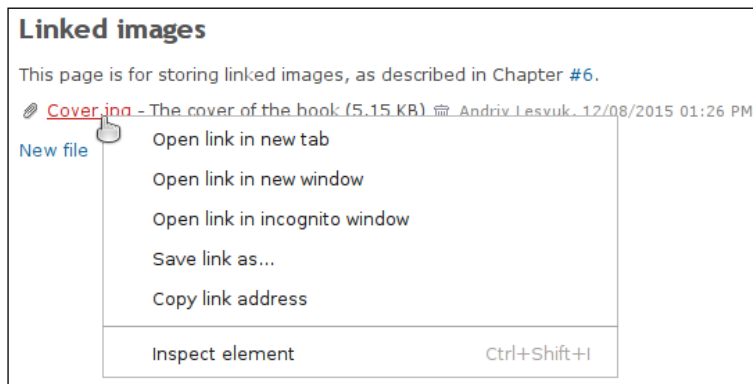 Linked images
This page is for storing linked images, as described in Chapter #6.
Cover.jpg - The cover of the book (5.15 KB) Andriy Lesyuk, 12/08/2015 01:26 PM
New file
Open link in new tab
Open link in new window
Open link in incognito window
Save link as...
Copy link address
Inspect element Ctrl+Shift+I